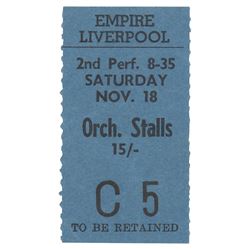 EMPIRE
LIVERPOOL
2nd Perf. 8-35
SATURDAY
NOV. 18
Orch. Stalls
15/-
C 5
TO BE RETAINED